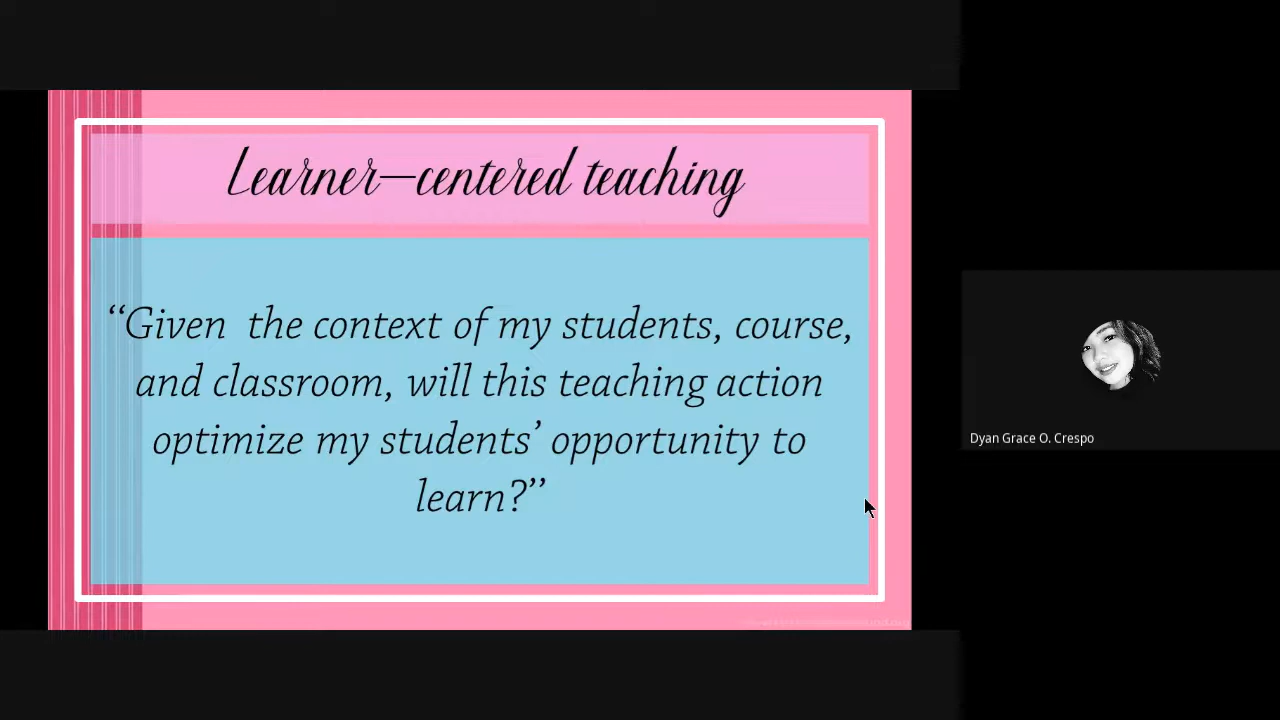 Learner–centered teaching
“Given the context of my students, course,
and classroom, will this teaching action
optimize my students’ opportunity to
learn?”
Dyan Grace O. Crespo